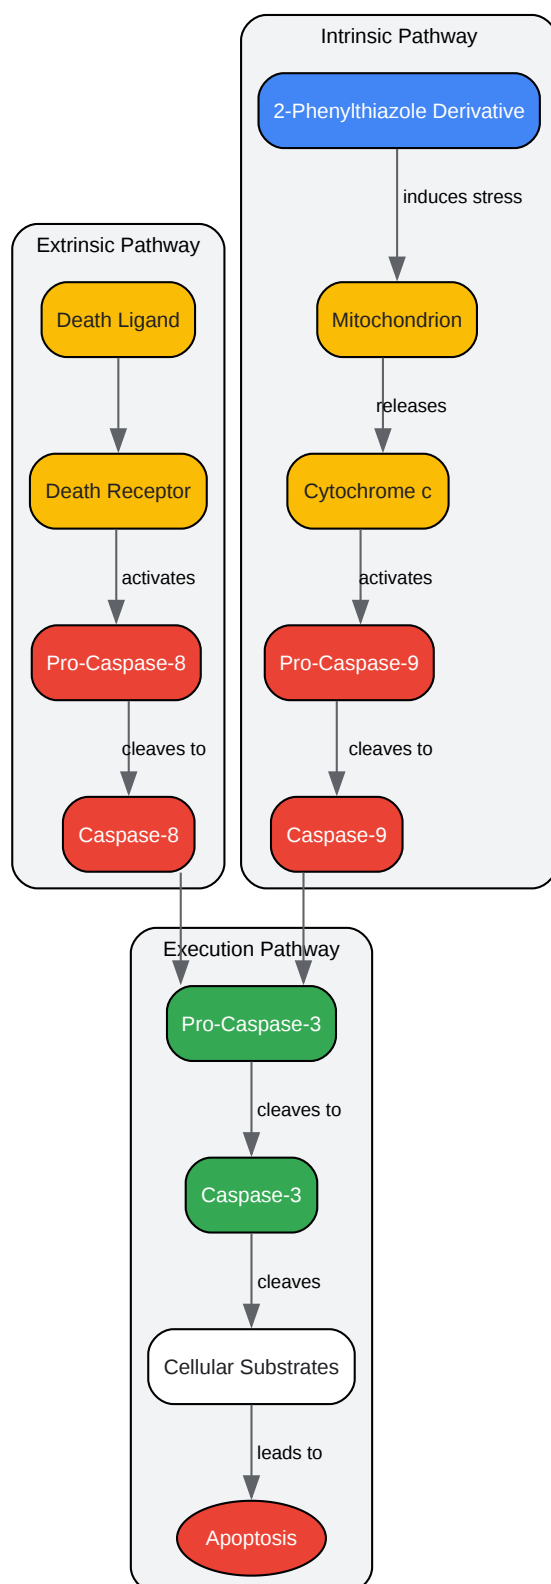 Intrinsic Pathway
2-Phenylthiazole Derivative
induces stress
Mitochondrion
releases
Cytochrome c
activates
Pro-Caspase-9
cleaves to
Caspase-9
Extrinsic Pathway
Death Ligand
Death Receptor
activates
Pro-Caspase-8
cleaves to
Caspase-8
Execution Pathway
Pro-Caspase-3
cleaves to
Caspase-3
cleaves
Cellular Substrates
leads to
Apoptosis